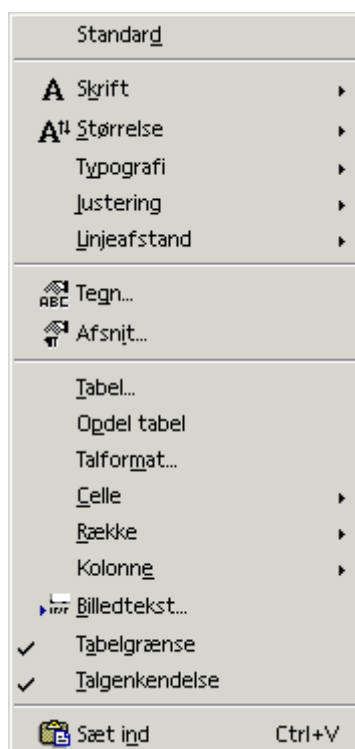 Standard
Skrift
Størrelse
Typografi
Justering
Linjeafstand
Tegn...
Afsnit...
Tabel...
Opdel tabel
Talformat...
Celle
Række
Kolonne
Billedtekst...
Tabelgrænse
Talgenkendelse
Sæt ind Ctrl+V